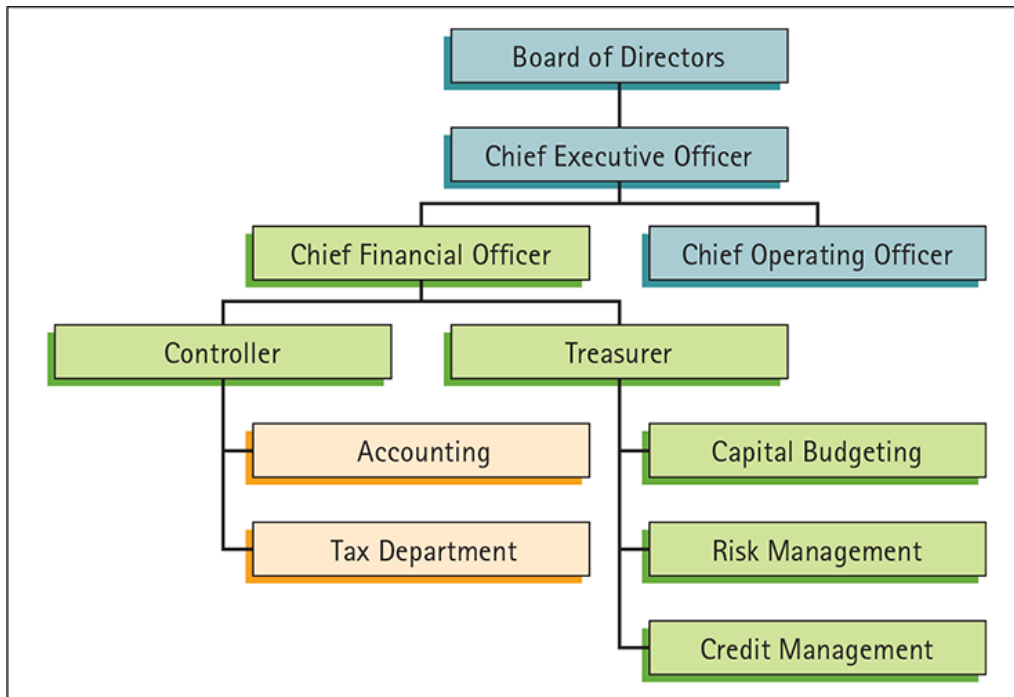 Board of Directors
Chief Executive Officer
Chief Financial Officer
Chief Operating Officer
Controller
Treasurer
Accounting
Capital Budgeting
Tax Department
Risk Management
Credit Management